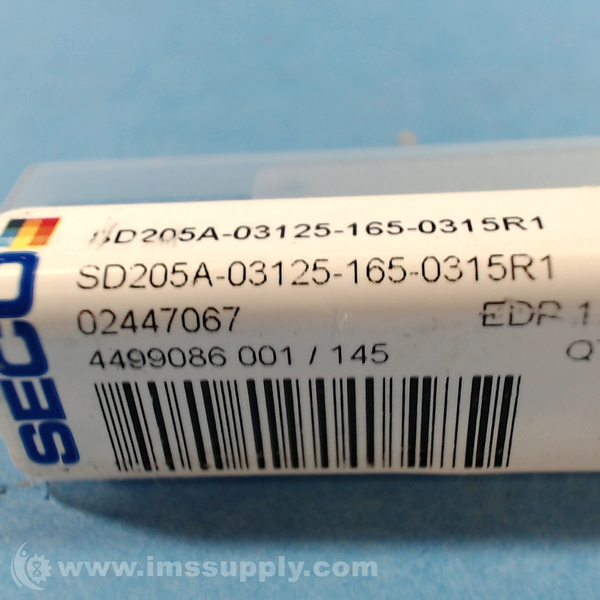 SECO
SD205A-03125-165-0315R1
SD205A-03125-165-0315R1
02447067
EDP 1
4499086 001 / 145
www.imssupply.com